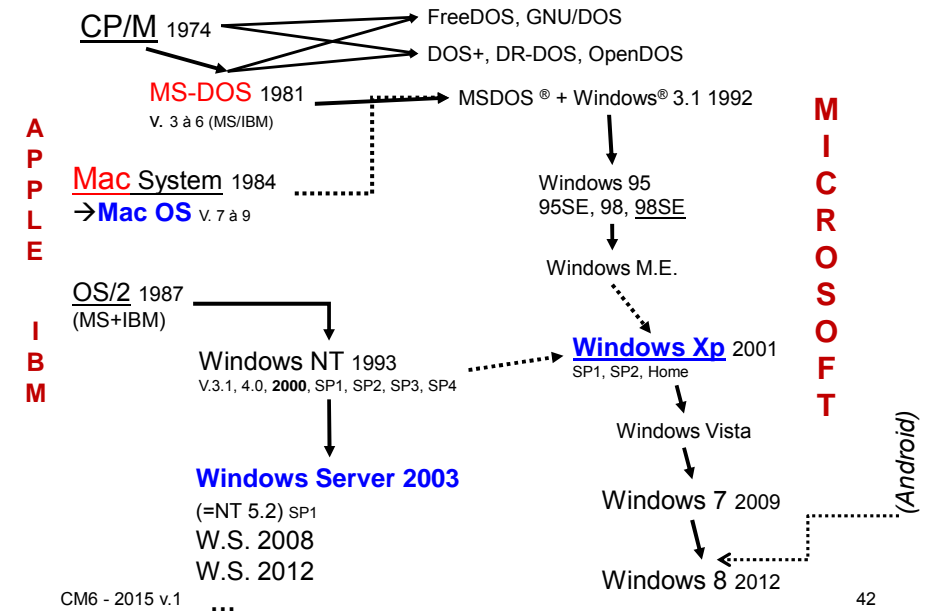 CP/M 1974
FreeDOS, GNU/DOS
DOS+, DR-DOS, OpenDOS
MS-DOS 1981
V. 3 à 6 (MS/IBM)
MSDOS ® + Windows® 3.1 1992
APPLE IBM
MICROSOFT
Mac System 1984
→Mac OS V. 7 à 9
Windows 95
95SE, 98, 98SE
Windows M.E.
OS/2 1987
(MS+IBM)
Windows NT 1993
V.3.1, 4.0, 2000, SP1, SP2, SP3, SP4
Windows Xp 2001
SP1, SP2, Home
Windows Vista
(Android)
Windows Server 2003
(=NT 5.2) SP1
W.S. 2008
W.S. 2012
...
Windows 7 2009
Windows 8 2012
CM6 - 2015 v.1
42